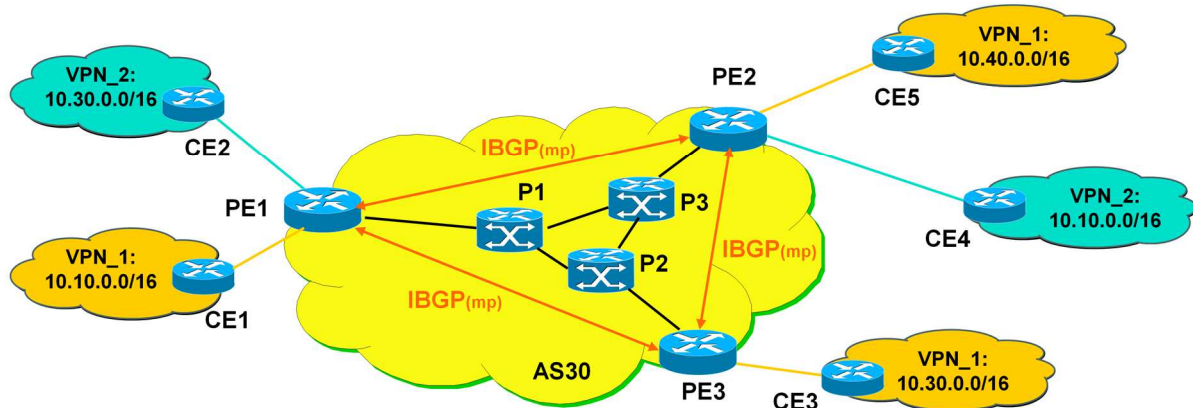 VPN_1:
10.40.0.0/16
CE5
VPN_2:
10.30.0.0/16
CE2
PE2
IBGP(mp)
P1
P3
PE1
VPN_2:
10.10.0.0/16
CE4
P2
IBGP(mp)
VPN_1:
10.10.0.0/16
CE1
IBGP(mp)
AS30
PE3
VPN_1:
10.30.0.0/16
CE3